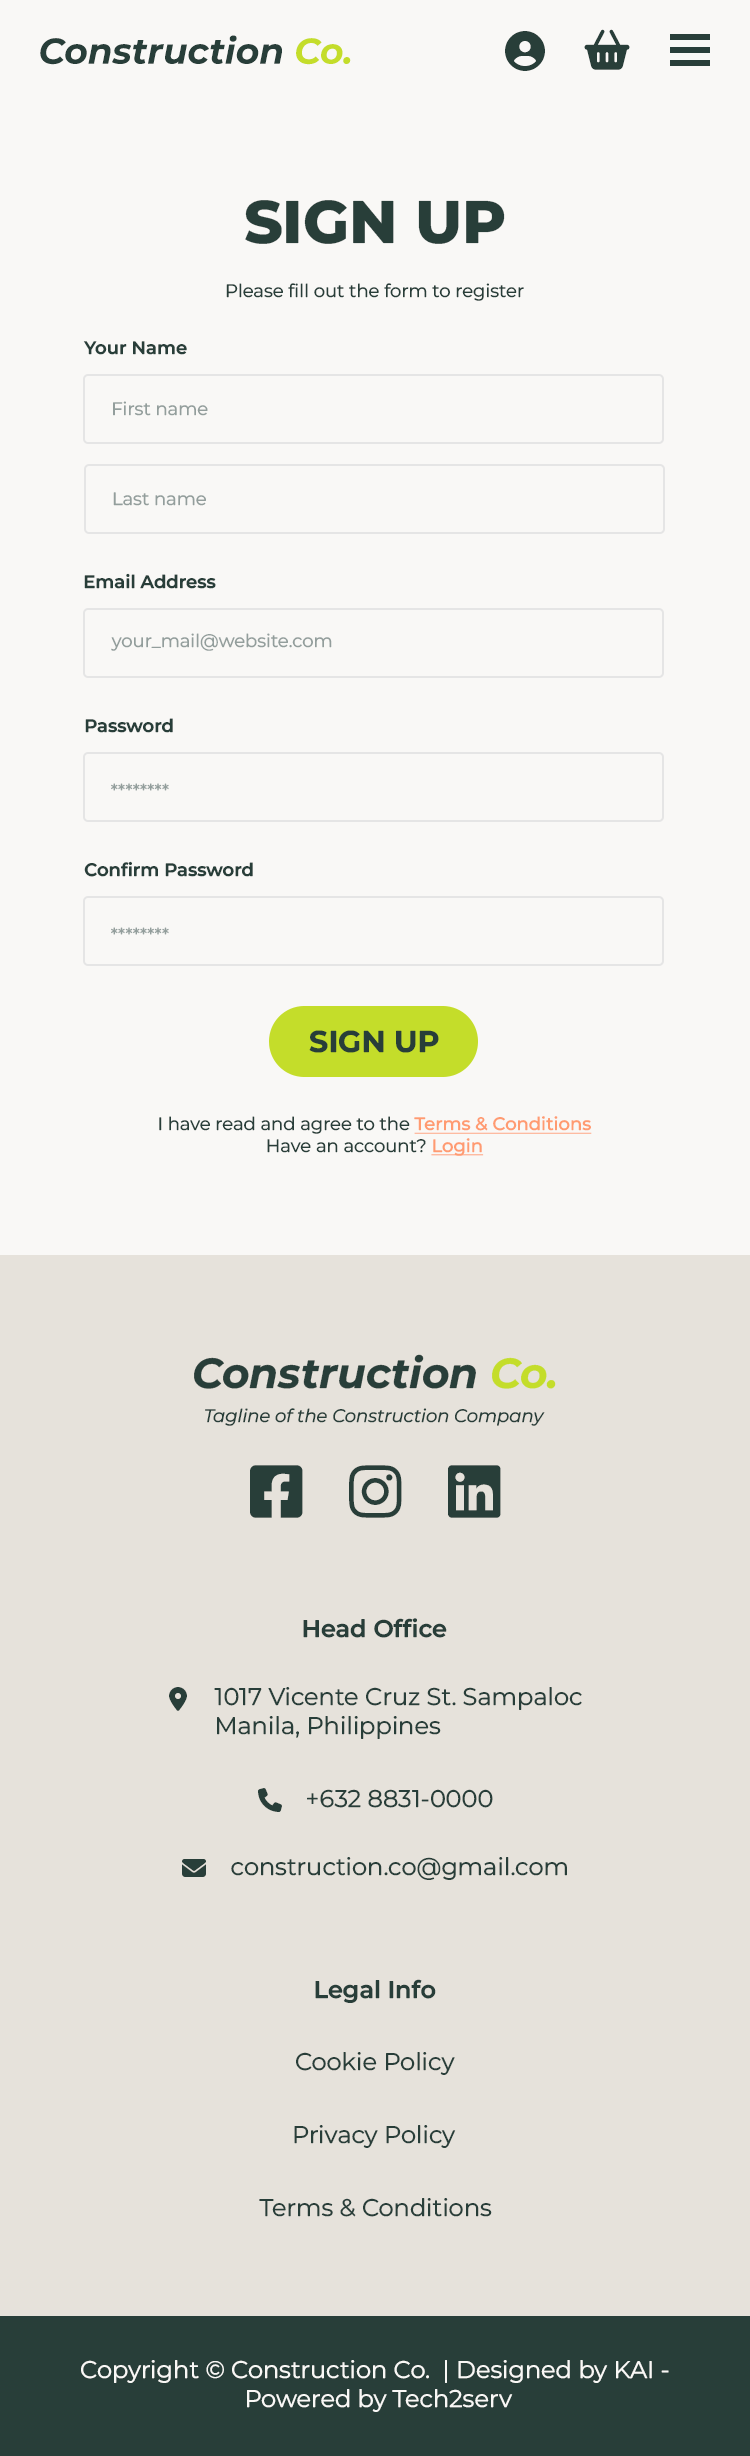 Construction Co.
SIGN UP
Please fill out the form to register
Your Name
First name
Last name
Email Address
your_mail@website.com
Password
********
Confirm Password
********
SIGN UP
I have read and agree to the Terms & Conditions
Have an account? Login
Construction Co.
Tagline of the Construction Company
Head Office
1017 Vicente Cruz St. Sampaloc
Manila, Philippines
+632 8831-0000
construction.co@gmail.com
Legal Info
Cookie Policy
Privacy Policy
Terms & Conditions
Copyright © Construction Co. | Designed by KAI -
Powered by Tech2serv